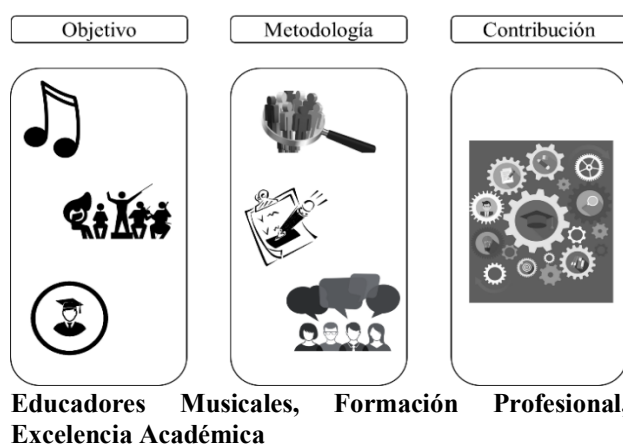 Objetivo
Metodología
Contribución
Educadores Musicales, Formación Profesional,
Excelencia Académica